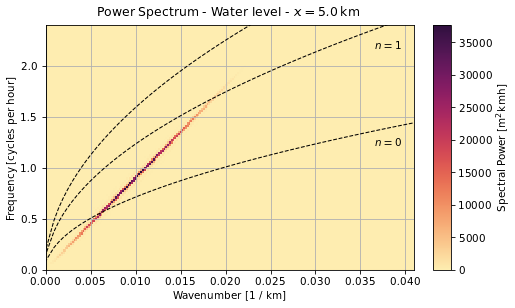 Power Spectrum - Water level - x = 5.0 km
Frequency [cycles per hour]
2.0
1.5
1.0
0.5
0.0
n = 1
n = 0
0.000 0.005 0.010 0.015 0.020 0.025 0.030 0.035 0.040
Wavenumber [1 / km]
35000
30000
25000
20000
15000
10000
5000
0
Spectral Power [m² km h]